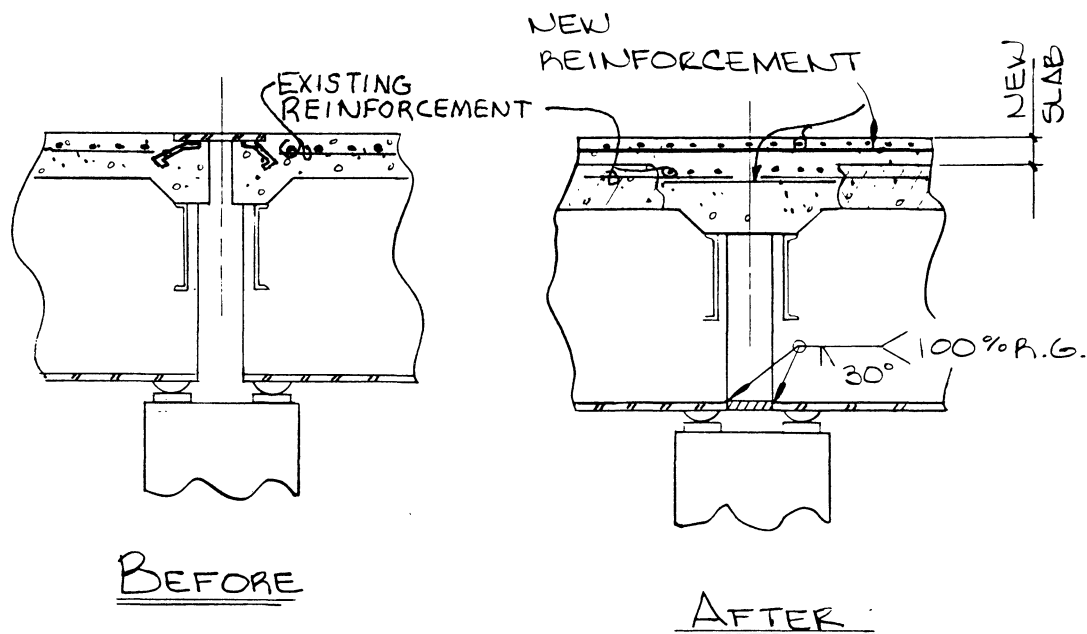 NEW
REINFORCEMENT
EXISTING
REINFORCEMENT
NEW
SLAB
100% R.G.
30°
BEFORE
AFTER